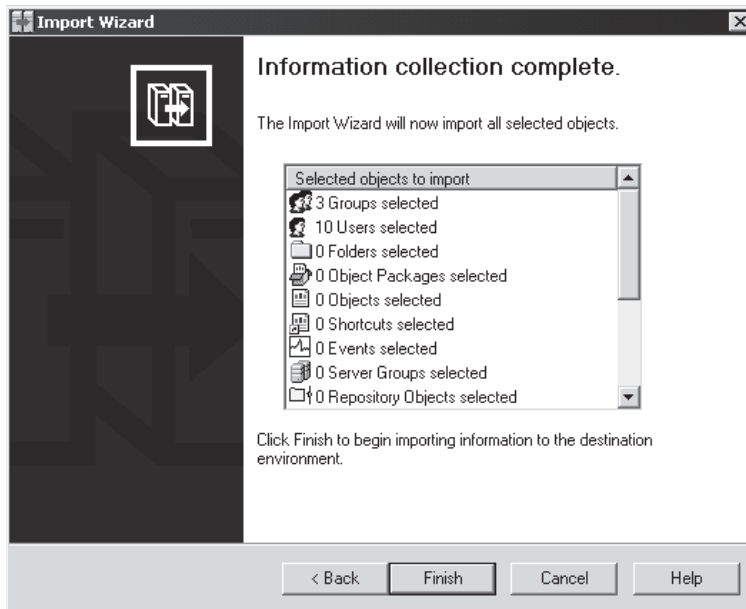 Import Wizard
Information collection complete.
The Import Wizard will now import all selected objects.
Selected objects to import
3 Groups selected
10 Users selected
0 Folders selected
0 Object Packages selected
0 Objects selected
0 Shortcuts selected
0 Events selected
0 Server Groups selected
0 Repository Objects selected
Click Finish to begin importing information to the destination
environment.
< Back
Finish
Cancel
Help